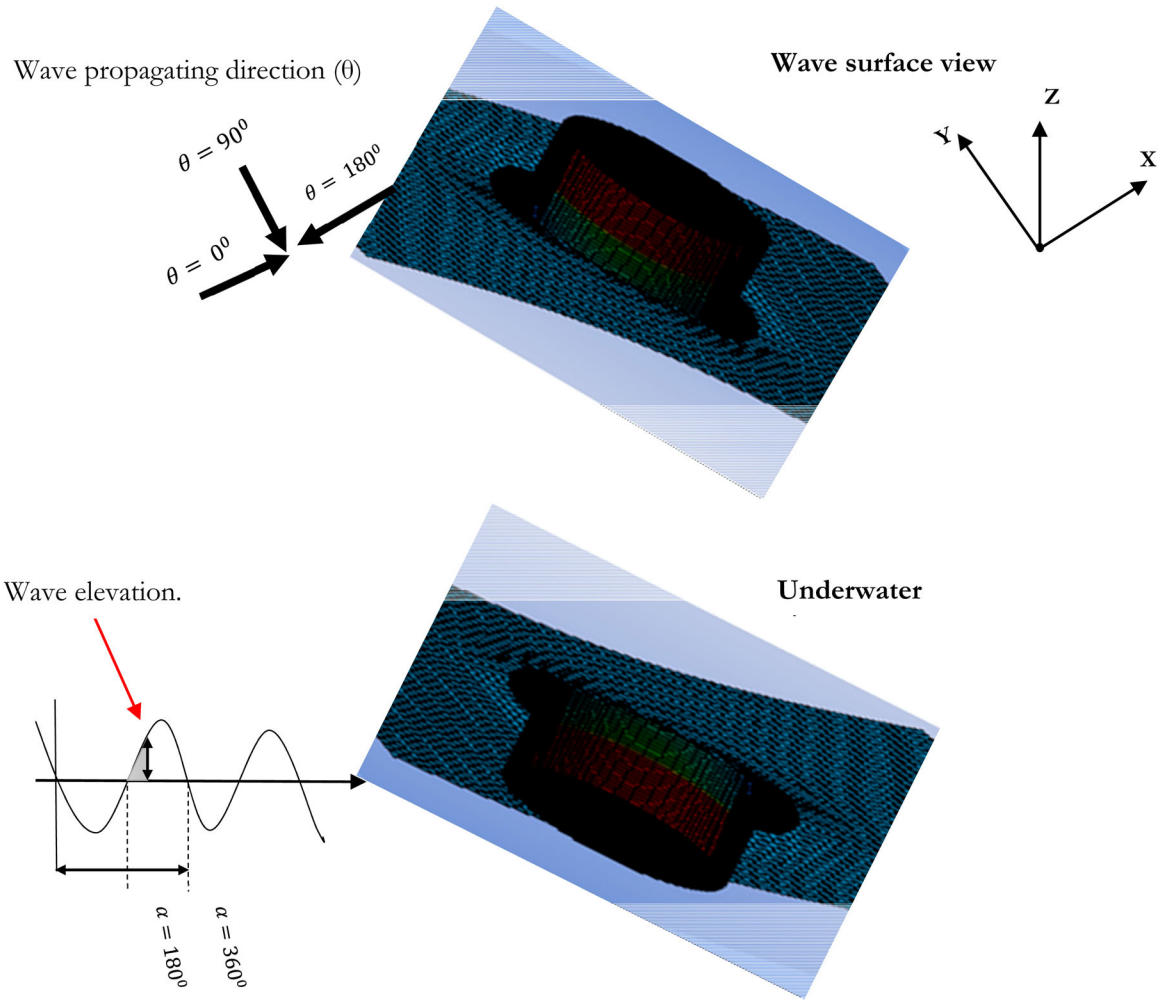 Wave propagating direction (θ)
Wave surface view
θ = 90⁰
θ = 180⁰
θ = 0⁰
Z
Y
X
Wave elevation.
Underwater
α = 180⁰
α = 360⁰